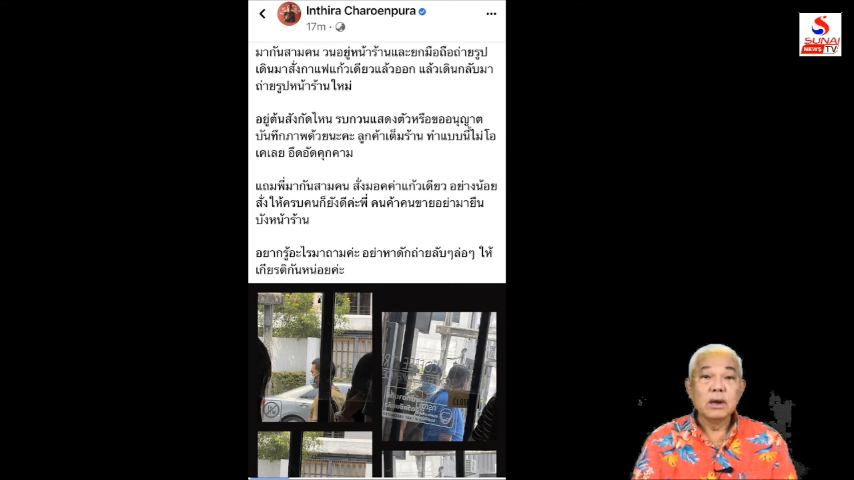 Inthira Charoenpura
17m
มากันสามคน วนอยู่หน้าร้านและยกมือถือถ่ายรูป
เดินมาสั่งกาแฟแก้วเดียวแล้วออก แล้วเดินกลับมา
ถ่ายรูปหน้าร้านใหม่
อยู่ต้นสังกัดไหน รบกวนแสดงตัวหรือขออนุญาต
บันทึกภาพด้วยนะคะ ลูกค้าเต็มร้าน ทำแบบนี้ไม่โอ
เคเลย อึดอัดคุกคาม
แถมพี่มากันสามคน สั่งมอคค่าแก้วเดียว อย่างน้อย
สั่งให้ครบคนก็ยังดีค่ะพี่ คนค้าคนขายอย่ามายืน
บังหน้าร้าน
อยากรู้อะไรมาถามค่ะ อย่าหาดักถ่ายลับๆล่อๆ ให้
เกียรติกันหน่อยค่ะ
SUNAI
NEWS TV